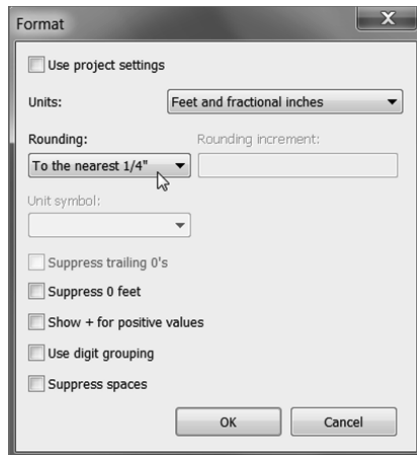 Format
X
Use project settings
Units: Feet and fractional inches
Rounding: Rounding increment:
To the nearest 1/4"
Unit symbol:
Suppress trailing 0's
Suppress 0 feet
Show + for positive values
Use digit grouping
Suppress spaces
OK Cancel